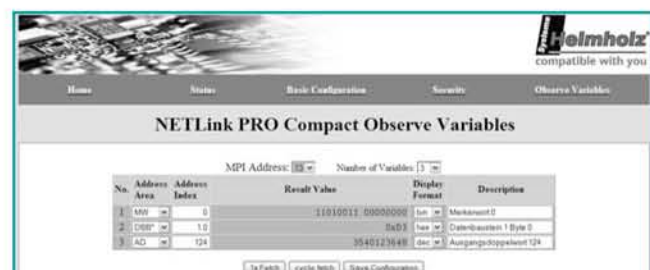 Systeme Helmholz
compatible with you
Home Status Basic Configuration Security Observe Variables
NETLink PRO Compact Observe Variables
MPI Address: Number of Variables: 3
No. Address Area Address Index Result Value Display Format Description
1 MW 0 11010011 00000000 bin Merkerwort 0
2 DBB* 1.0 0xD3 hex Datenbaustein 1 Byte 0
3 AD 124 3540123648 dec Ausgangsdoppelwort 124
1x Fetch cyclic fetch Save Configuration